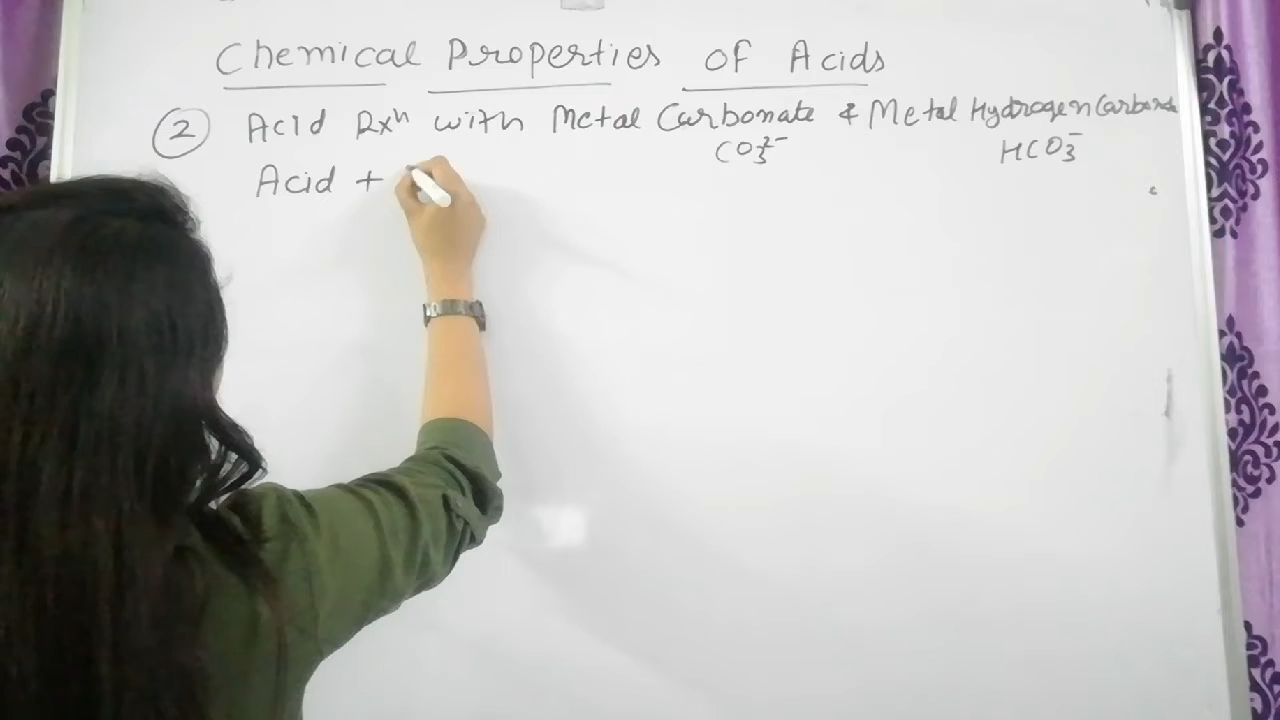 Chemical Properties of Acids
② Acid Rxⁿ with Metal Carbonate & Metal Hydrogen Carbonate
CO₃²⁻ HCO₃⁻
Acid +